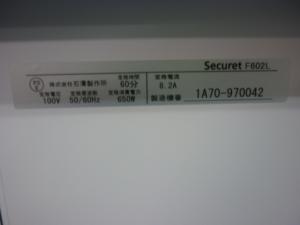 Securet F602L
株式会社石澤製作所
定格時間 60分
定格電圧 100V
定格周波数 50/60Hz
定格消費電力 650W
定格電流 8.2A
製造番号 1A70-970042